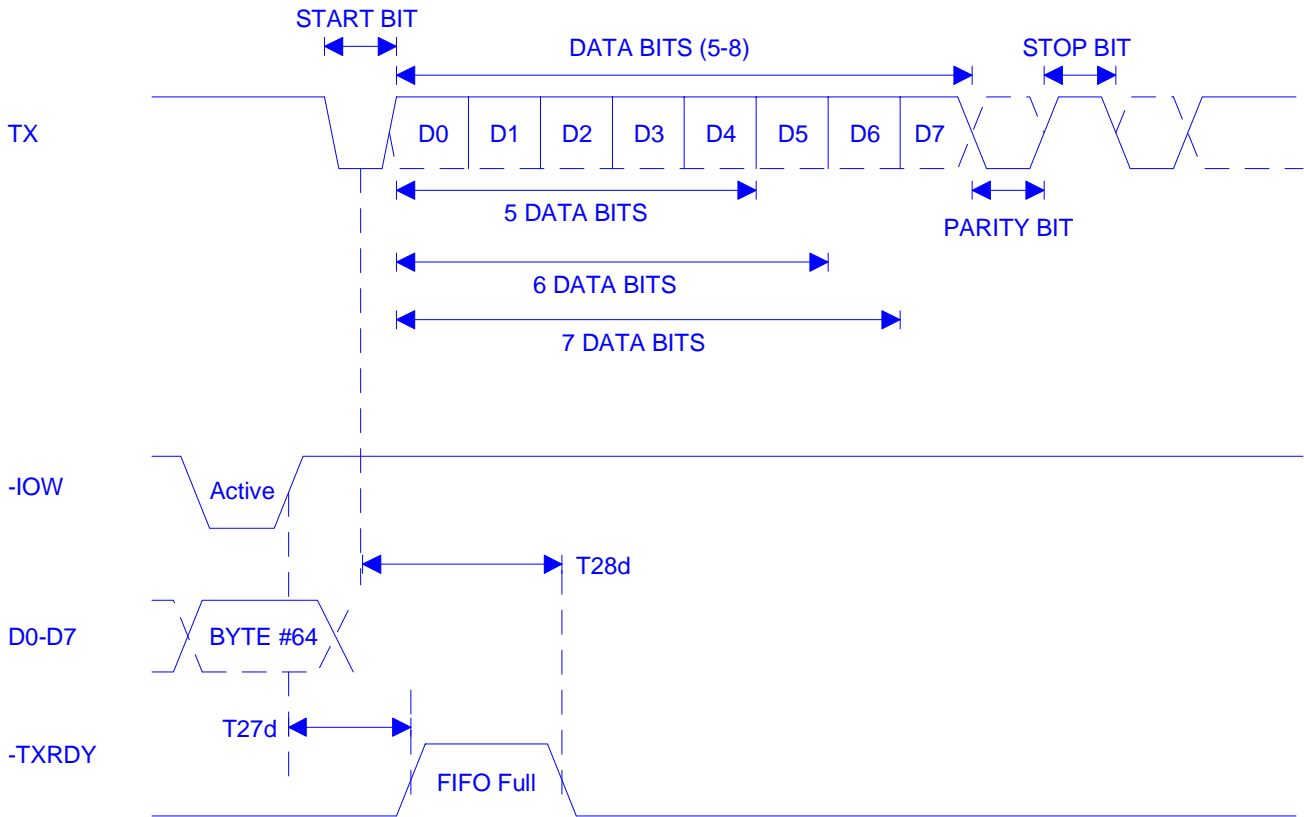 START BIT
DATA BITS (5-8)
STOP BIT
TX
D0 D1 D2 D3 D4 D5 D6 D7
5 DATA BITS
PARITY BIT
6 DATA BITS
7 DATA BITS
-IOW
Active
T28d
D0-D7
BYTE #64
T27d
-TXRDY
FIFO Full